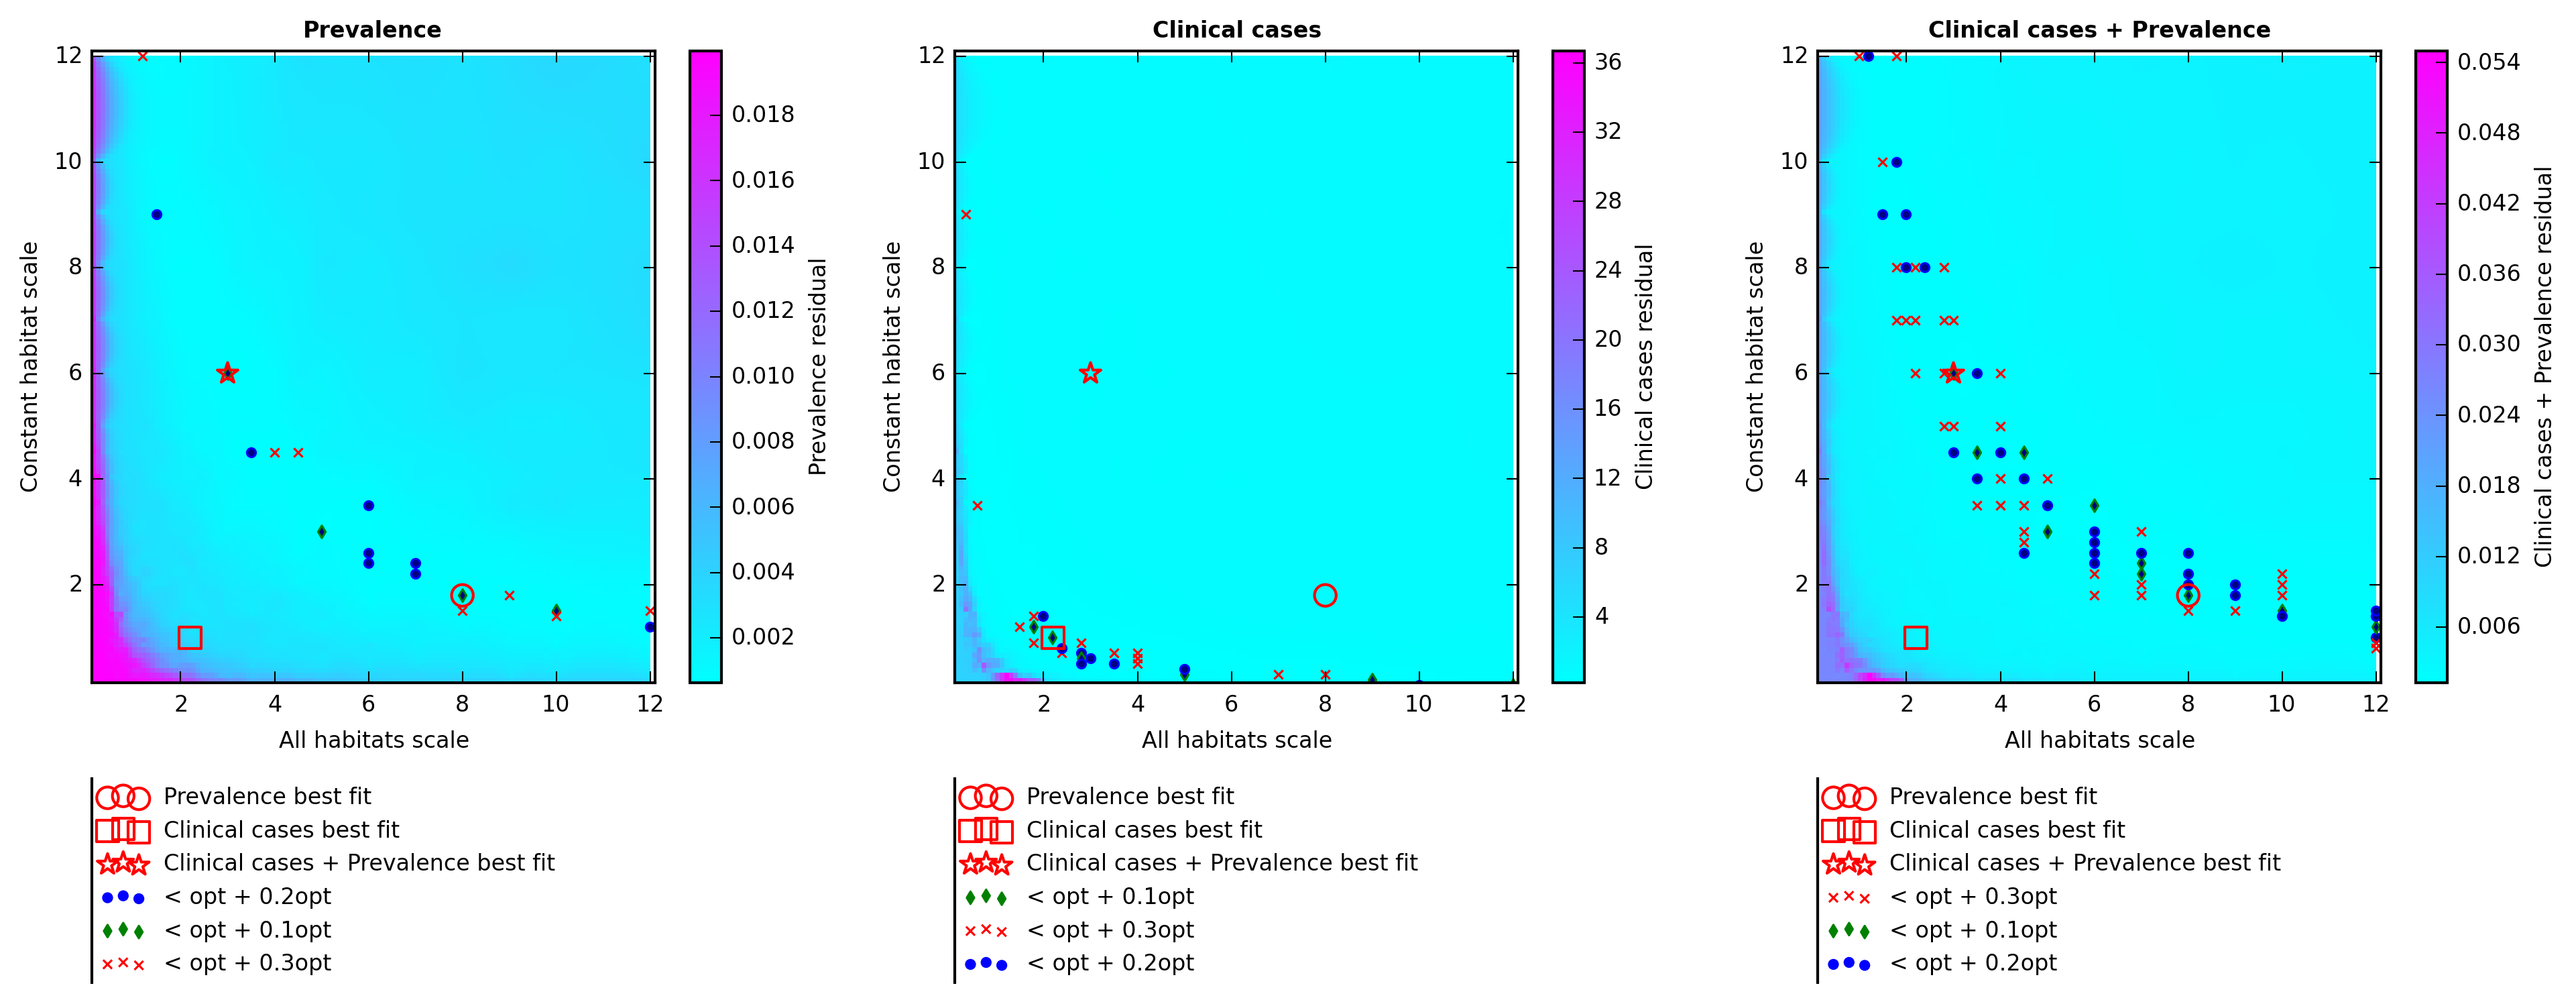 Prevalence
12
10
8
6
4
2
2 4 6 8 10 12
Constant habitat scale
All habitats scale
0.018
0.016
0.014
0.012
0.010
0.008
0.006
0.004
0.002
Prevalence residual
Prevalence best fit
Clinical cases best fit
Clinical cases + Prevalence best fit
< opt + 0.2opt
< opt + 0.1opt
< opt + 0.3opt
Clinical cases
12
10
8
6
4
2
2 4 6 8 10 12
Constant habitat scale
All habitats scale
36
32
28
24
20
16
12
8
4
Clinical cases residual
Prevalence best fit
Clinical cases best fit
Clinical cases + Prevalence best fit
< opt + 0.1opt
< opt + 0.3opt
< opt + 0.2opt
Clinical cases + Prevalence
12
10
8
6
4
2
2 4 6 8 10 12
Constant habitat scale
All habitats scale
0.054
0.048
0.042
0.036
0.030
0.024
0.018
0.012
0.006
Clinical cases + Prevalence residual
Prevalence best fit
Clinical cases best fit
Clinical cases + Prevalence best fit
< opt + 0.3opt
< opt + 0.1opt
< opt + 0.2opt